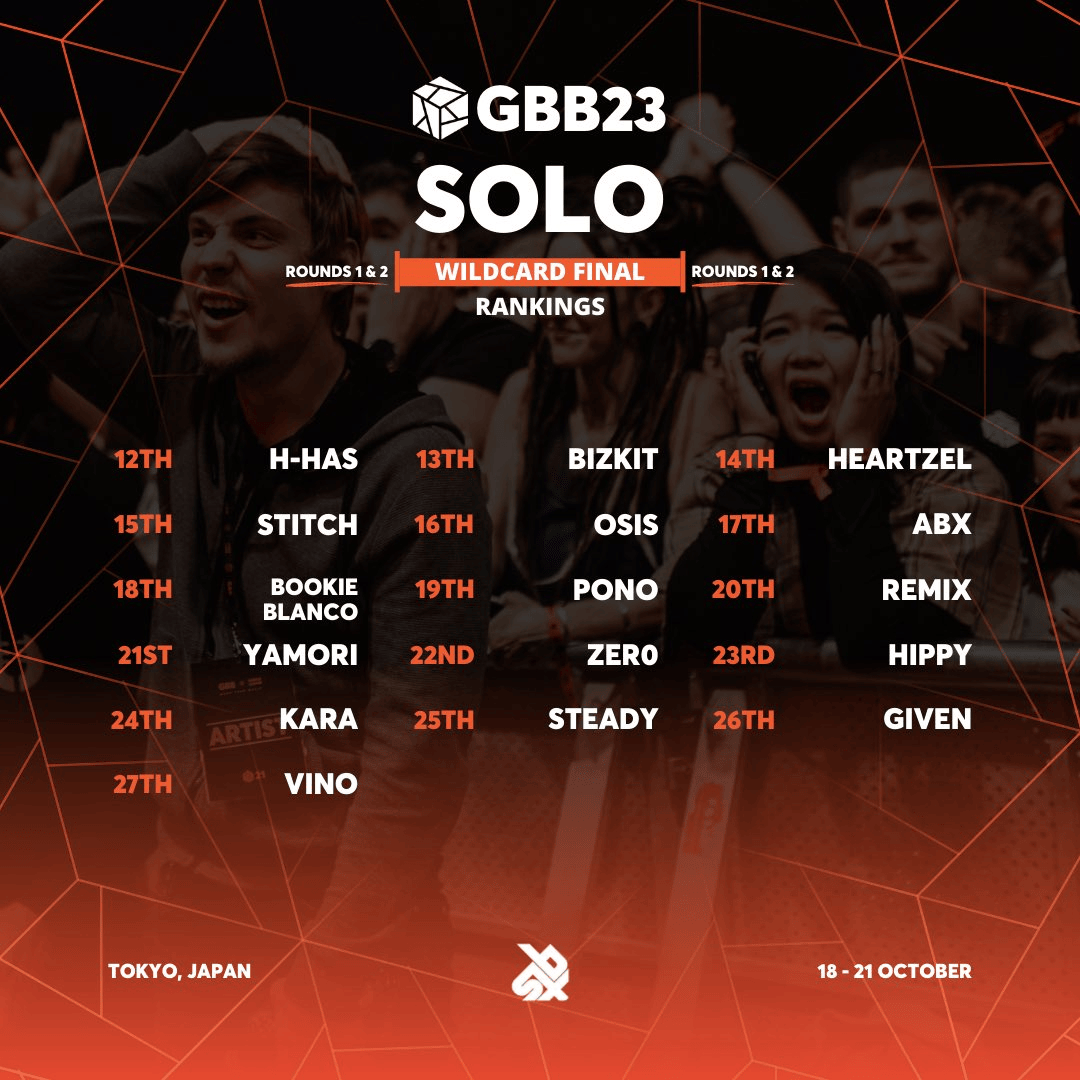 GBB23
SOLO
ROUNDS 1 & 2 WILDCARD FINAL ROUNDS 1 & 2
RANKINGS
12TH H-HAS 13TH BIZKIT 14TH HEARTZEL
15TH STITCH 16TH OSIS 17TH ABX
18TH BOOKIE BLANCO 19TH PONO 20TH REMIX
21ST YAMORI 22ND ZER0 23RD HIPPY
24TH KARA 25TH STEADY 26TH GIVEN
ARTIST
27TH VINO
TOKYO, JAPAN 18 - 21 OCTOBER